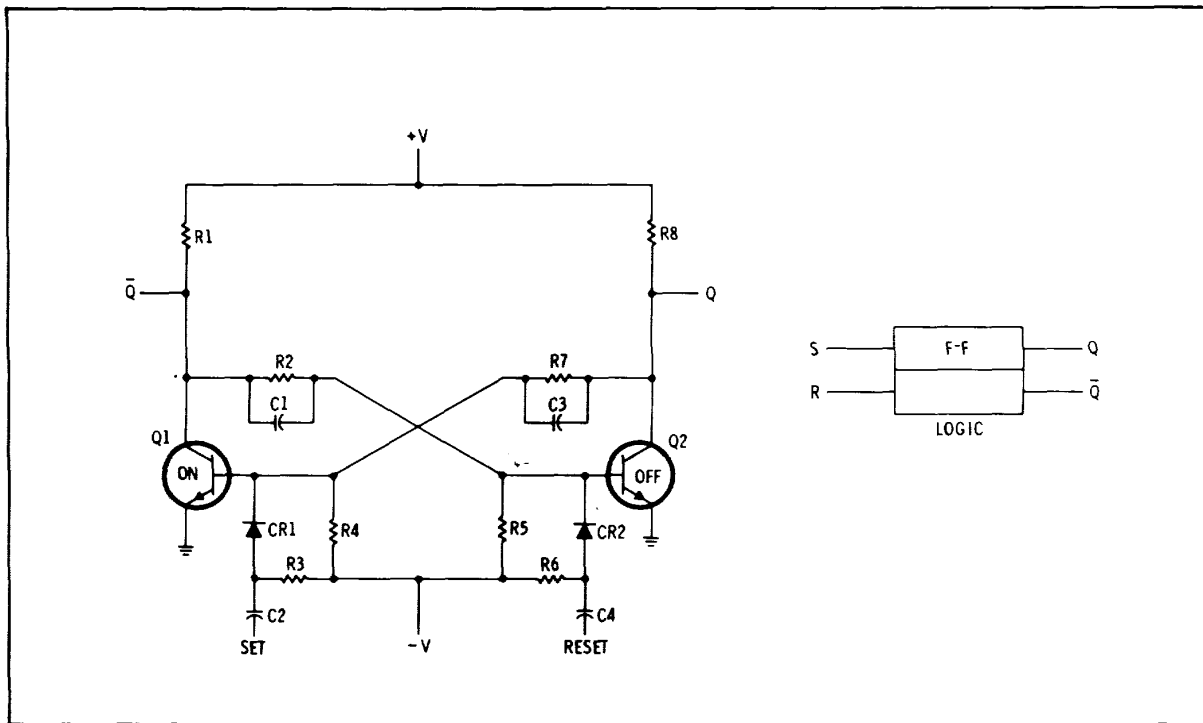 +V
R1
R8
Q̄
Q
R2
R7
C1
C3
Q1
Q2
ON
OFF
CR1
R4
R5
CR2
R3
R6
C2
C4
SET
-V
RESET
S
F-F
Q
R
Q̄
LOGIC